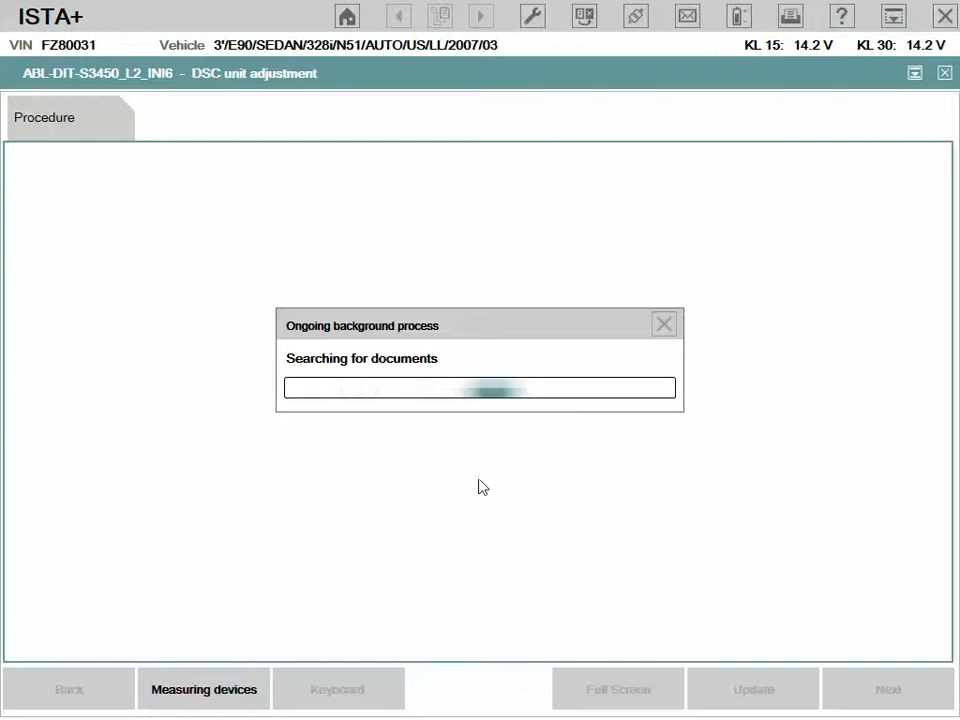 ISTA+
VIN FZ80031 Vehicle 3'/E90/SEDAN/328i/N51/AUTO/US/LL/2007/03 KL 15: 14.2 V KL 30: 14.2 V
ABL-DIT-S3450_L2_INI6 - DSC unit adjustment
Procedure
Ongoing background process
Searching for documents
Back Measuring devices Keyboard Full Screen Update Next